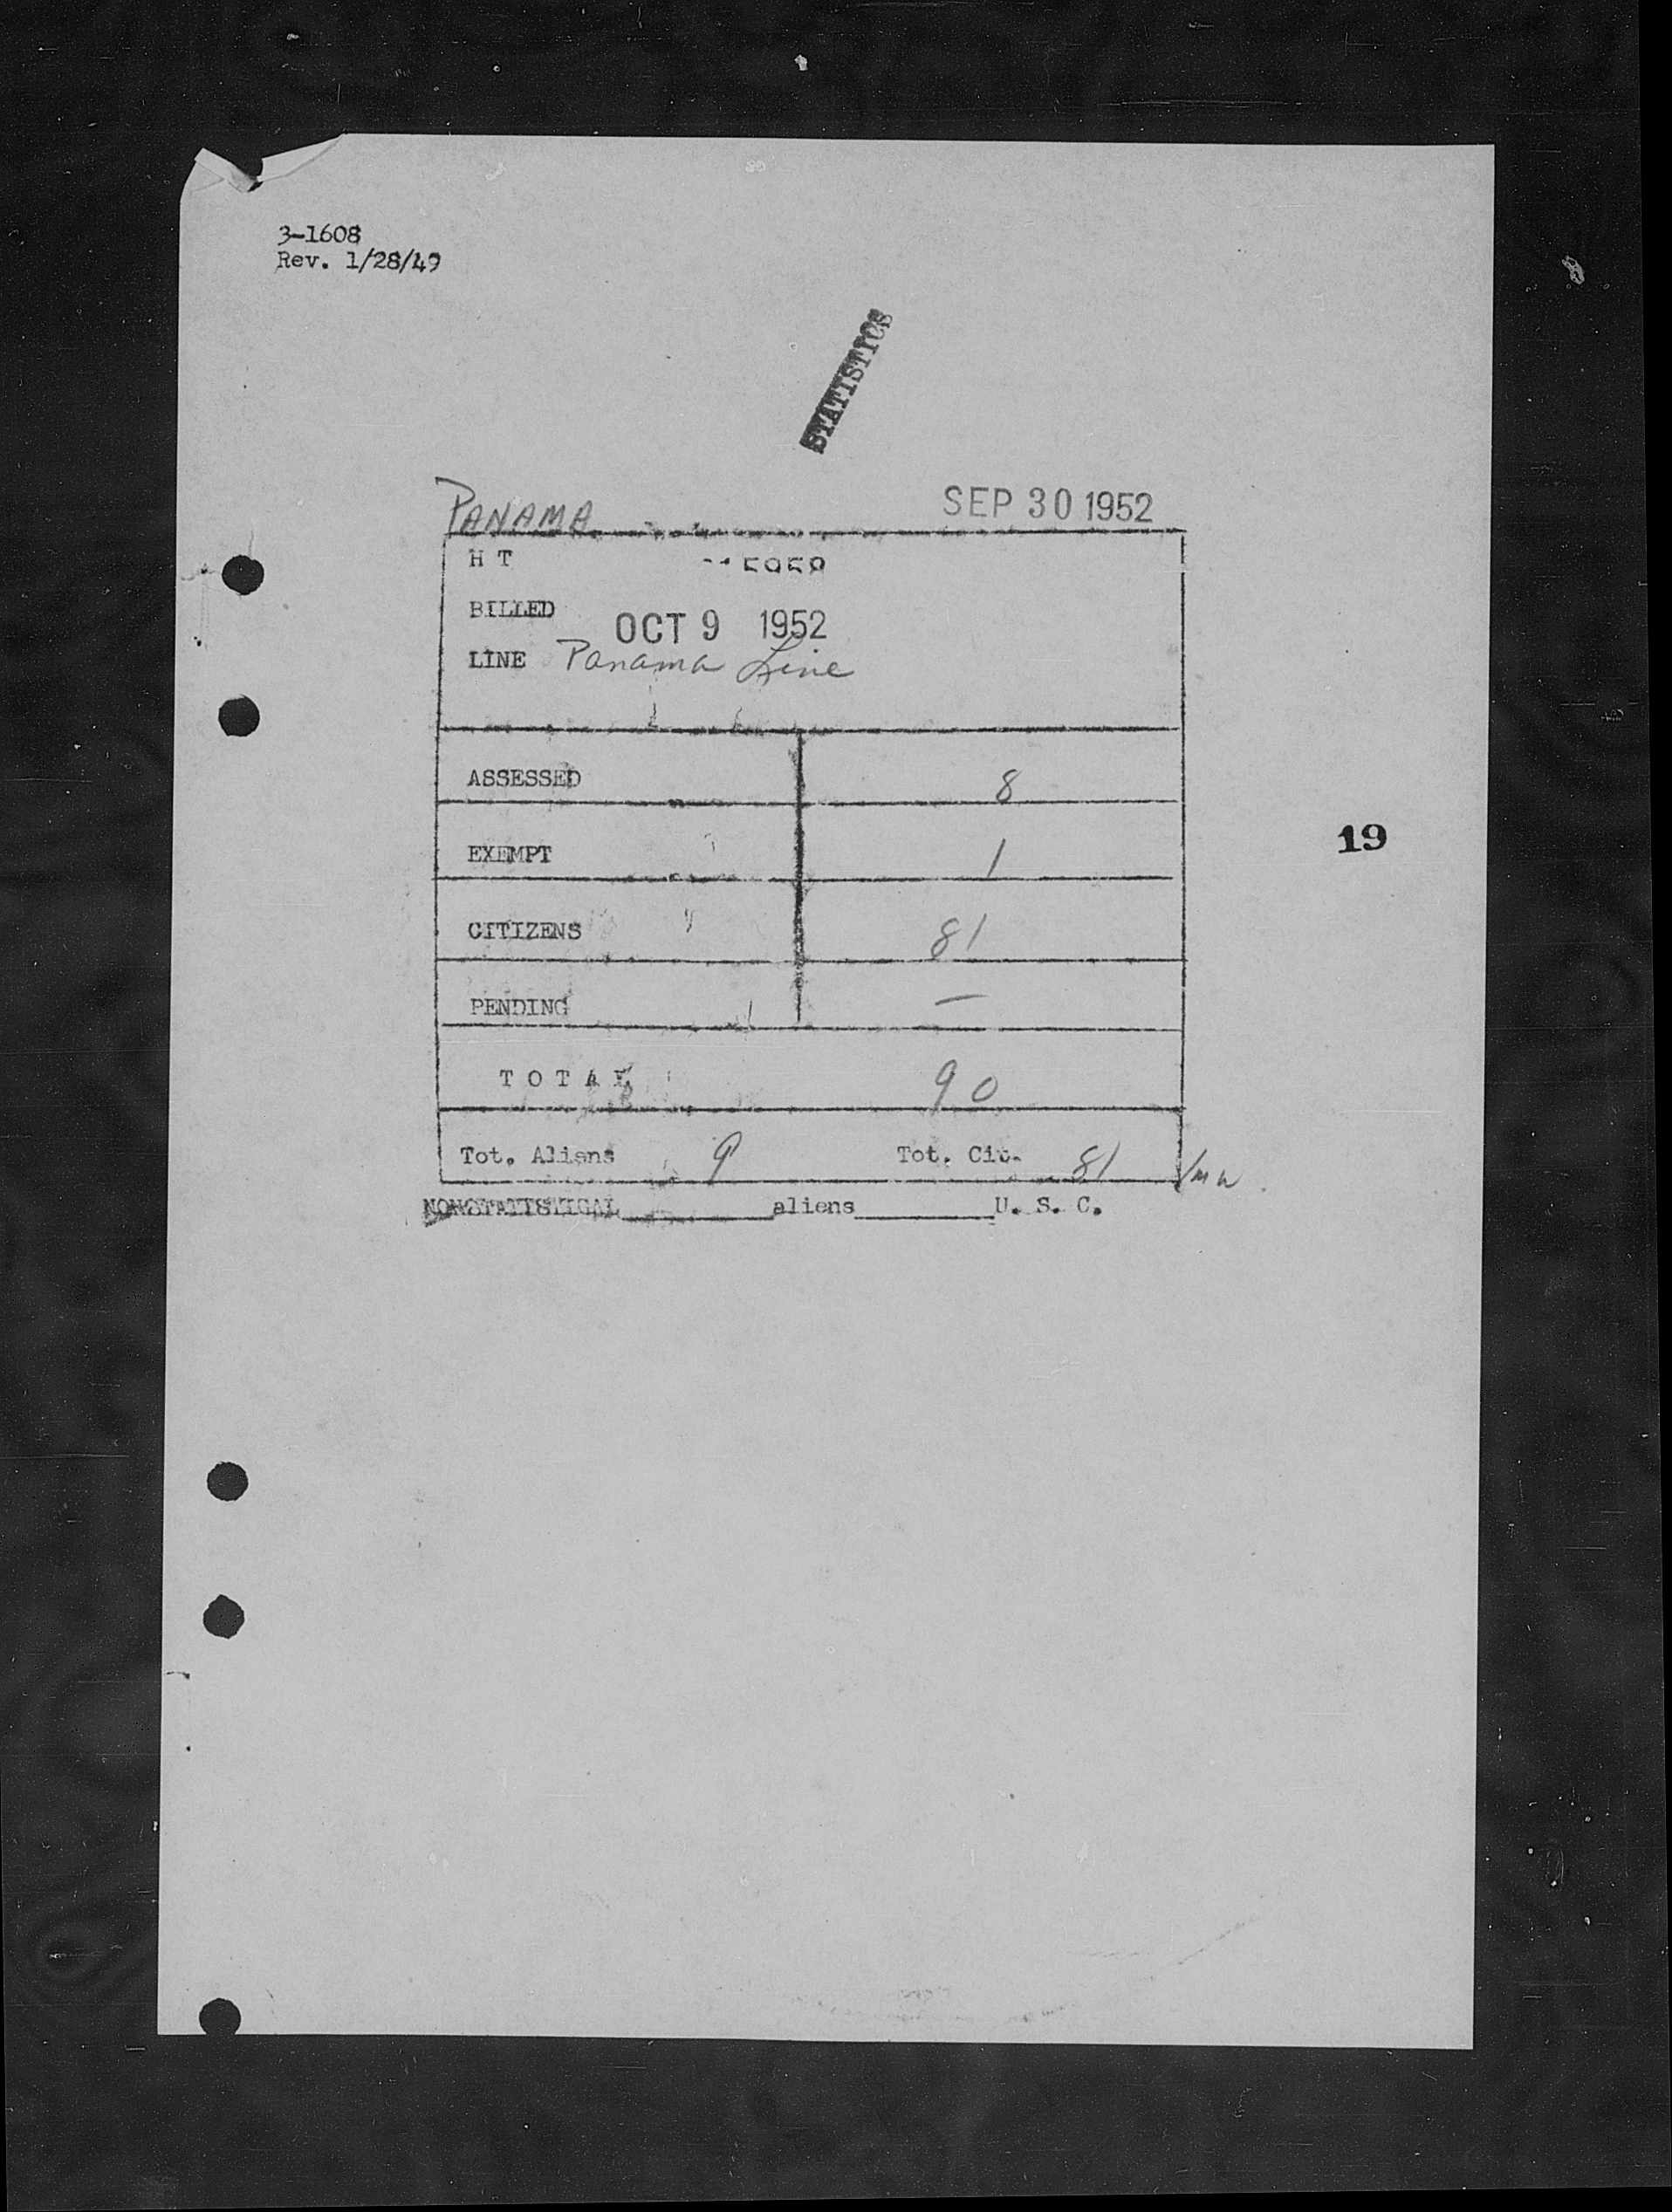 3-1608
Rev. 1/28/49
STATISTICS
PANAMA SEP 30 1952
H T
BILLED OCT 9 1952
LINE Panama Line
ASSESSED 8
EXEMPT 1
19
CITIZENS 81
PENDING —
TOTAL 90
Tot. Aliens 9 Tot. Cit. 81
NONSTATISTICAL aliens U. S. C.